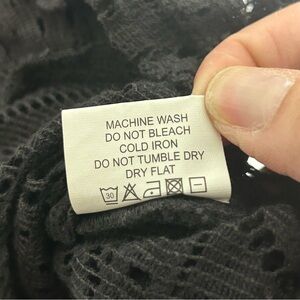 MACHINE WASH
DO NOT BLEACH
COLD IRON
DO NOT TUMBLE DRY
DRY FLAT
30